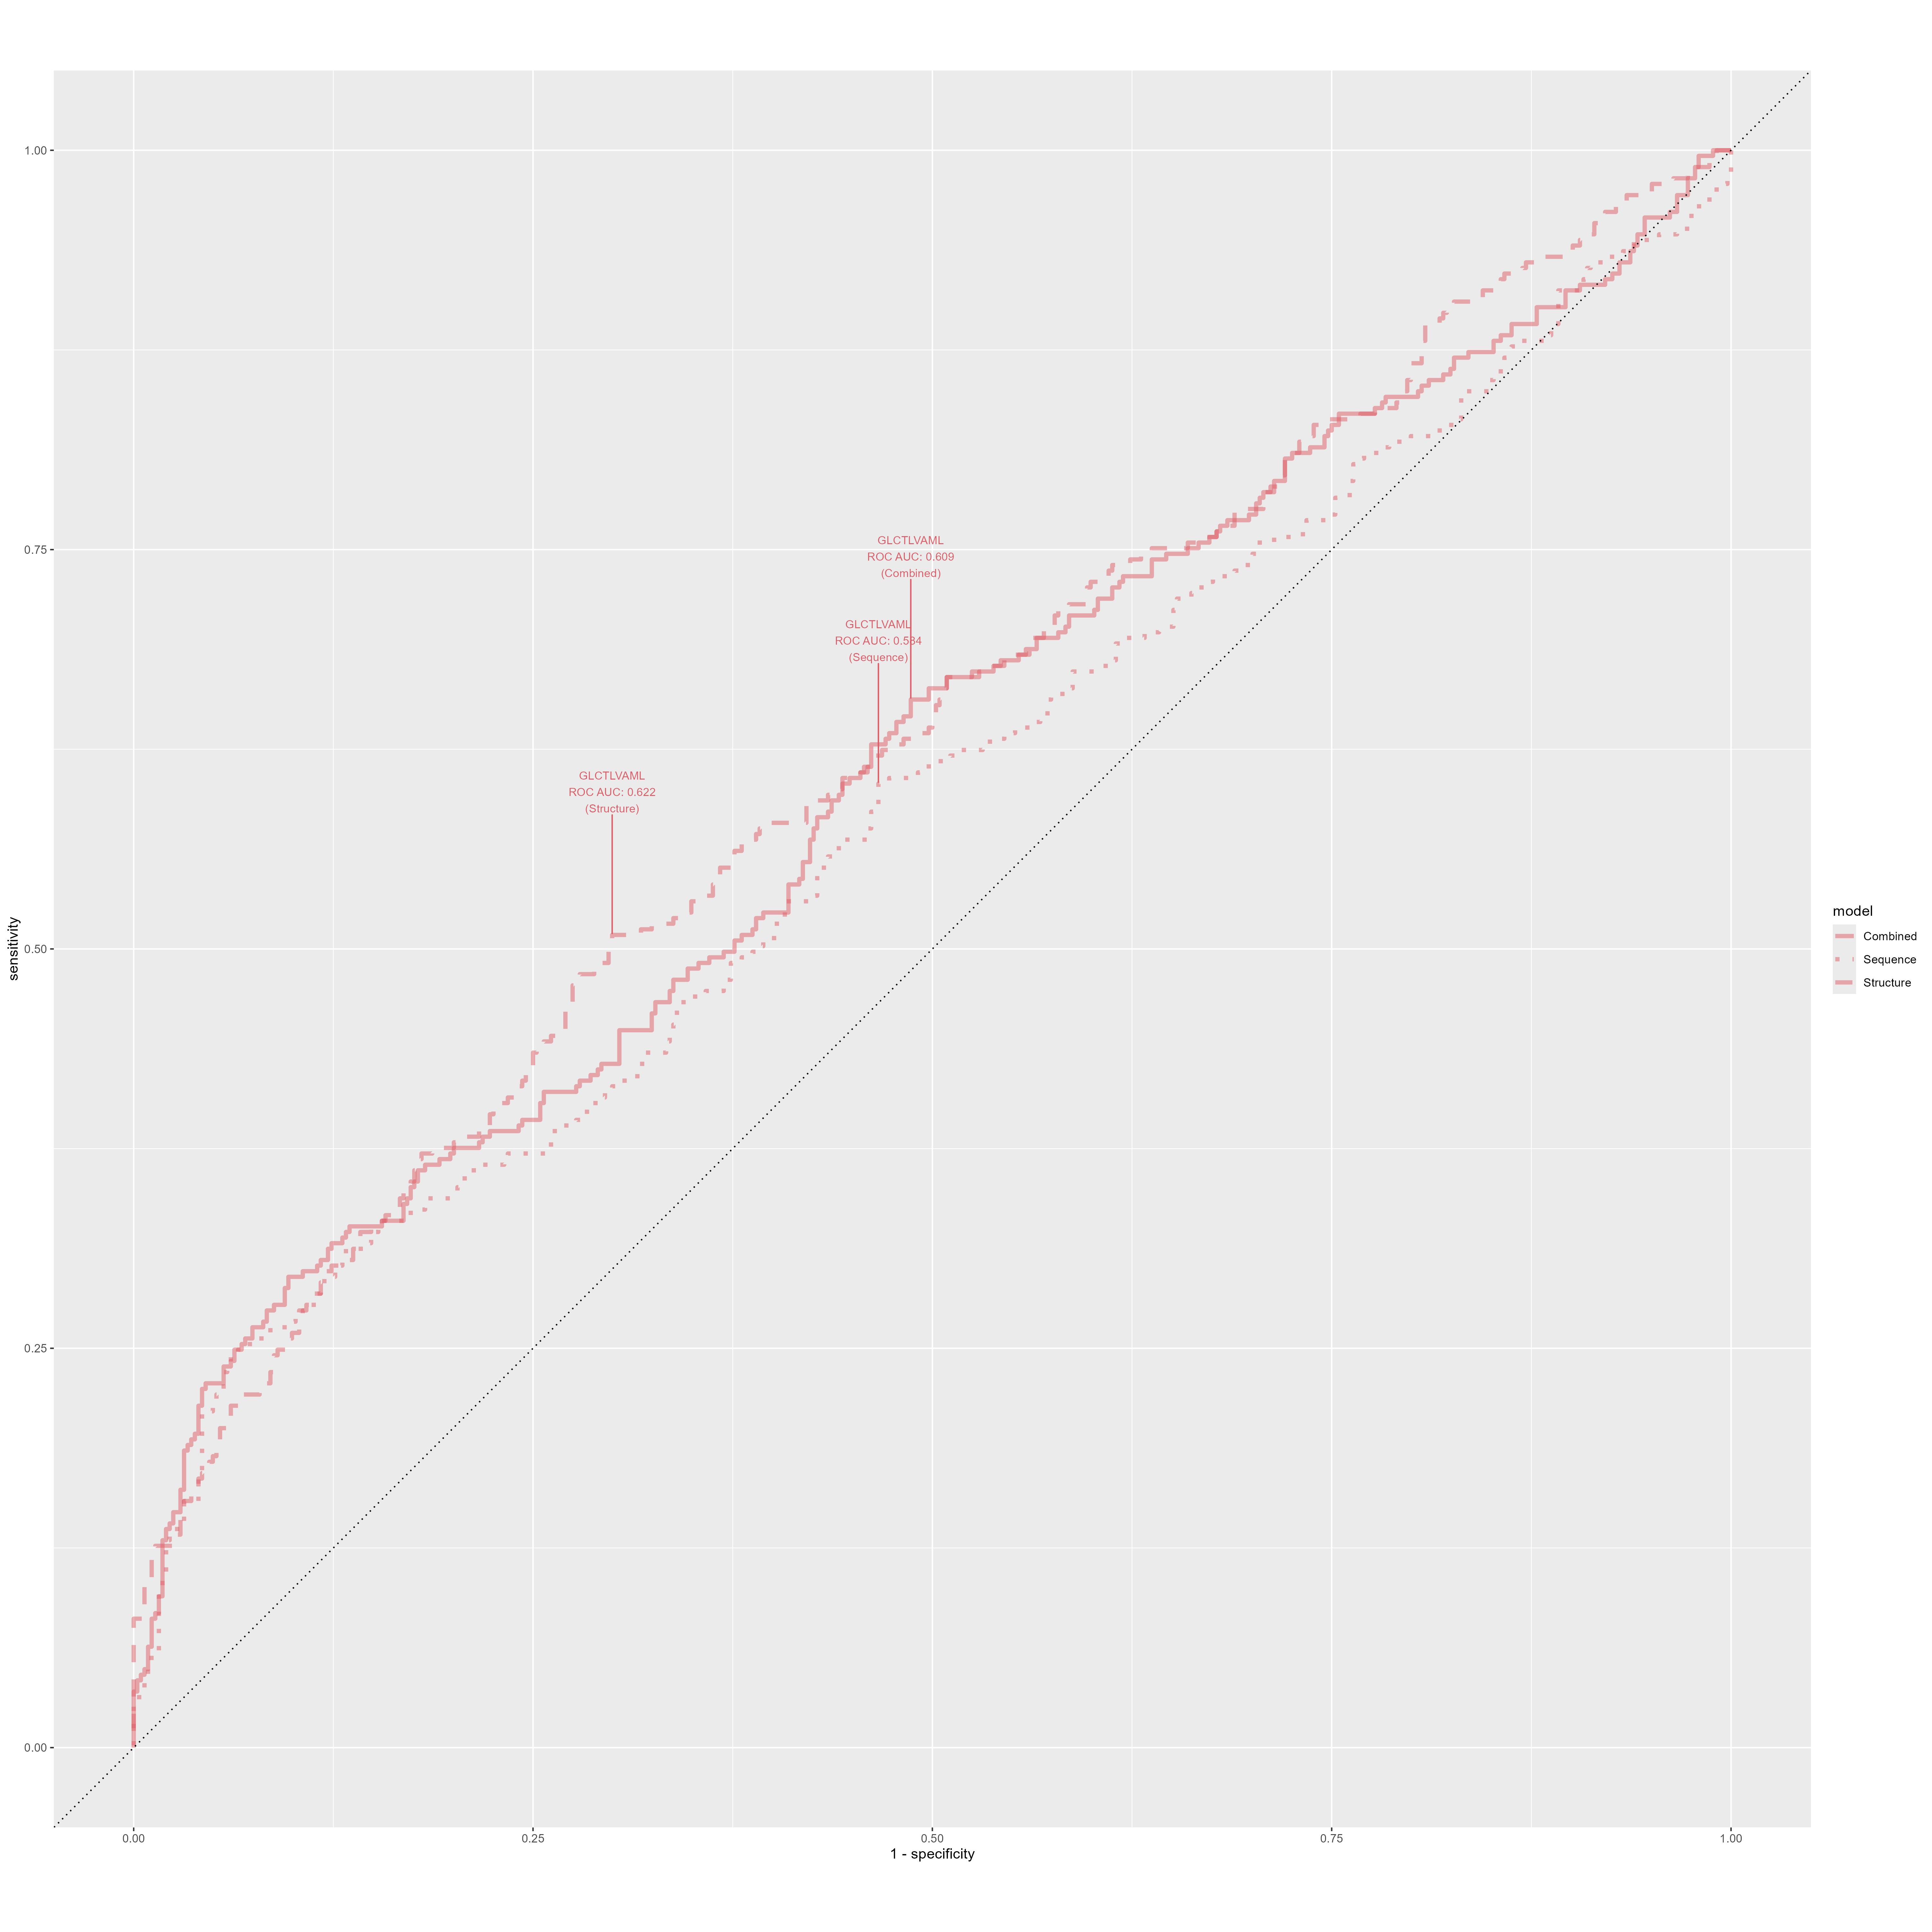 1.00
0.75
0.50
0.25
0.00
sensitivity
GLCTLVAML
ROC AUC: 0.609
(Combined)
GLCTLVAML
ROC AUC: 0.584
(Sequence)
GLCTLVAML
ROC AUC: 0.622
(Structure)
0.00
0.25
0.50
0.75
1.00
1 - specificity
model
Combined
Sequence
Structure